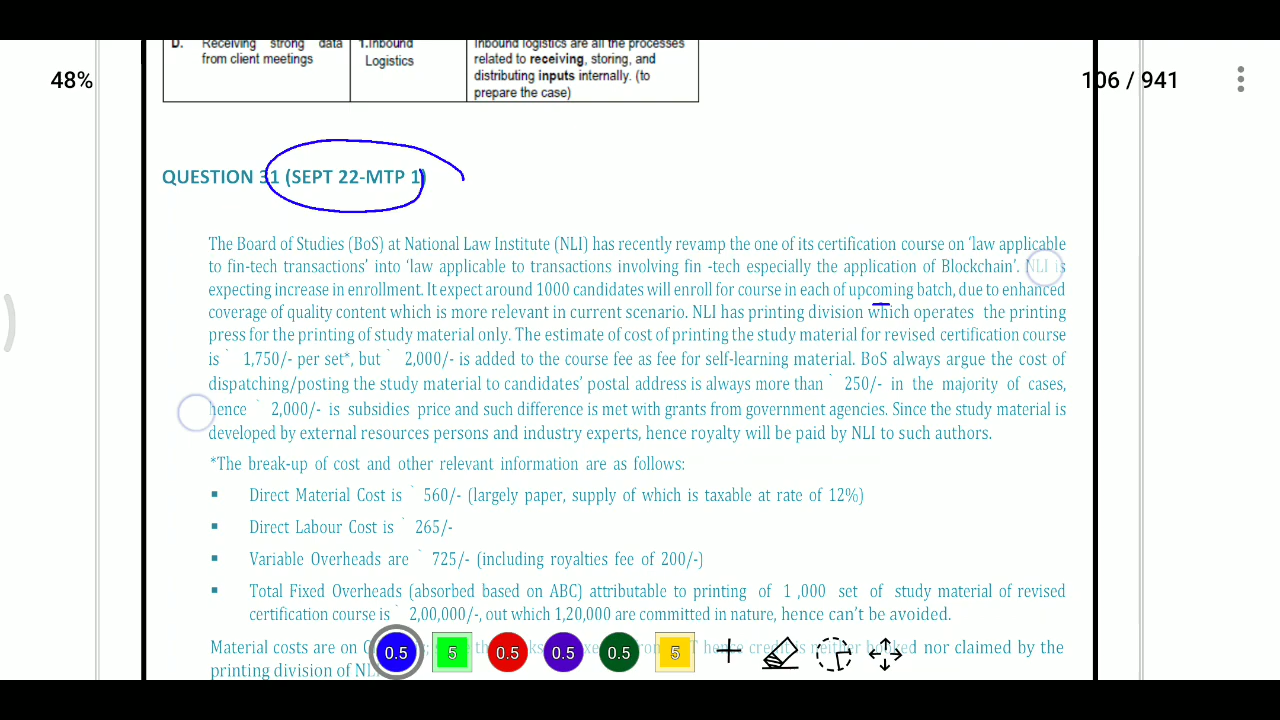 D. Receiving strong data from client meetings
1.Inbound Logistics
Inbound logistics are all the processes related to receiving, storing, and distributing inputs internally. (to prepare the case)
48%
106 / 941
QUESTION 31 (SEPT 22-MTP 1)
The Board of Studies (BoS) at National Law Institute (NLI) has recently revamp the one of its certification course on ‘law applicable
to fin-tech transactions’ into ‘law applicable to transactions involving fin -tech especially the application of Blockchain’. NLI is
expecting increase in enrollment. It expect around 1000 candidates will enroll for course in each of upcoming batch, due to enhanced
coverage of quality content which is more relevant in current scenario. NLI has printing division which operates the printing
press for the printing of study material only. The estimate of cost of printing the study material for revised certification course
is ` 1,750/- per set*, but ` 2,000/- is added to the course fee as fee for self-learning material. BoS always argue the cost of
dispatching/posting the study material to candidates’ postal address is always more than ` 250/- in the majority of cases,
hence ` 2,000/- is subsidies price and such difference is met with grants from government agencies. Since the study material is
developed by external resources persons and industry experts, hence royalty will be paid by NLI to such authors.
*The break-up of cost and other relevant information are as follows:
▪ Direct Material Cost is ` 560/- (largely paper, supply of which is taxable at rate of 12%)
▪ Direct Labour Cost is ` 265/-
▪ Variable Overheads are ` 725/- (including royalties fee of 200/-)
▪ Total Fixed Overheads (absorbed based on ABC) attributable to printing of 1 ,000 set of study material of revised
certification course is ` 2,00,000/-, out which 1,20,000 are committed in nature, hence can’t be avoided.
Material costs are on hence credit is neither booked nor claimed by the
printing division of
0.5 5 0.5 0.5 0.5 5